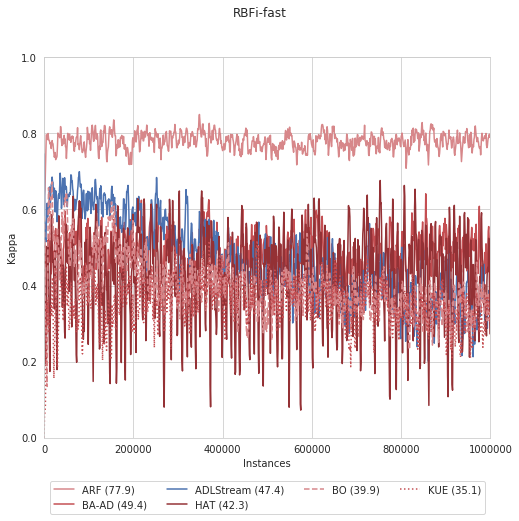 RBFi-fast
1.0
0.8
0.6
0.4
0.2
0.0
Kappa
0 200000 400000 600000 800000 1000000
Instances
ARF (77.9) ADLStream (47.4) BO (39.9) KUE (35.1)
BA-AD (49.4) HAT (42.3)